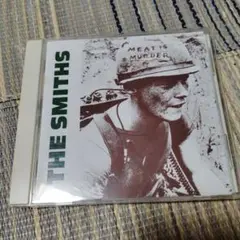 THE SMITHS
MEAT IS
MURDER